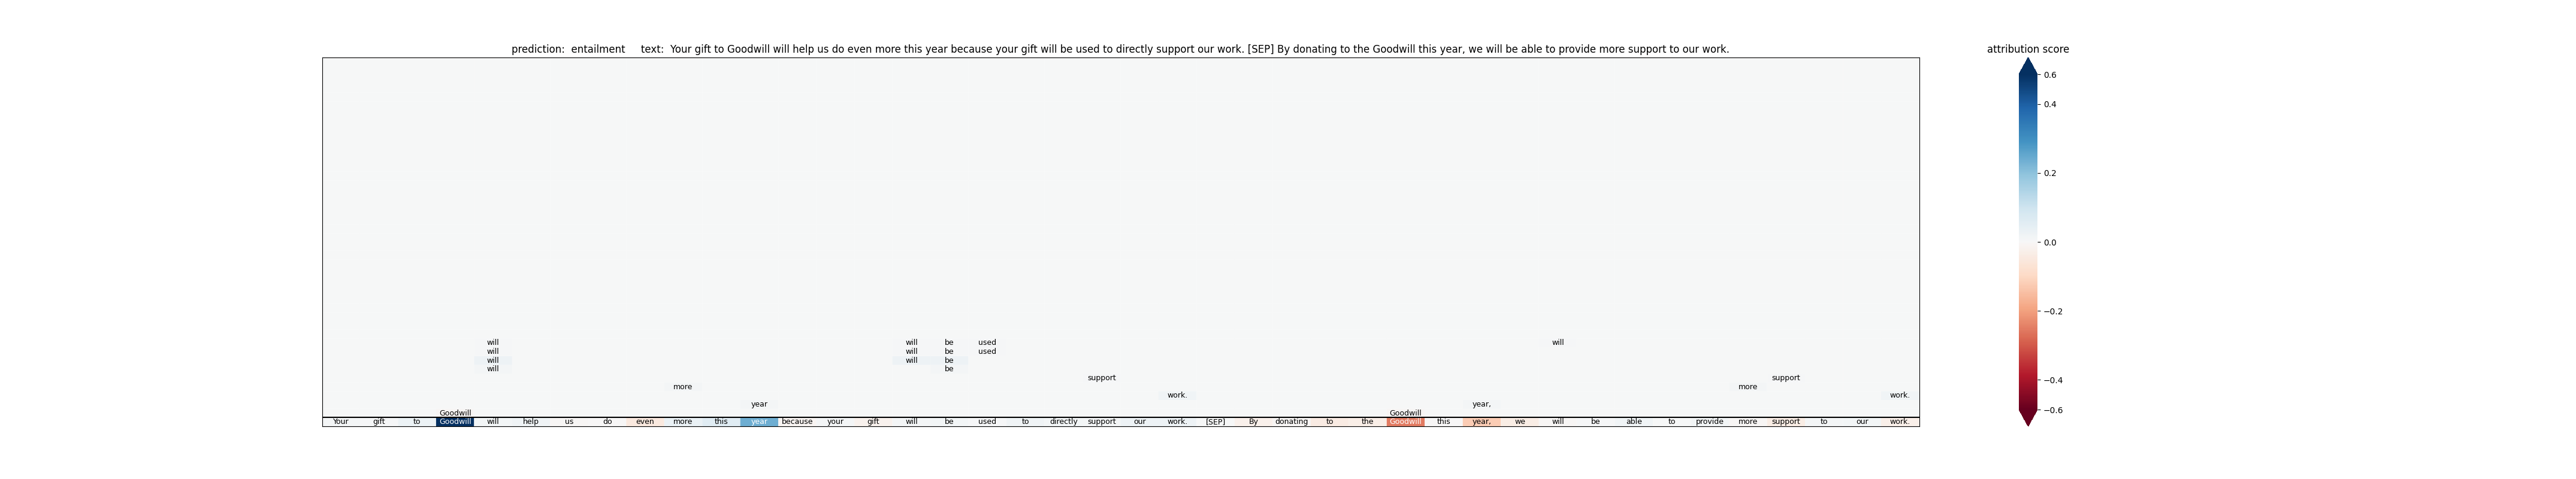 prediction:  entailment     text:  Your gift to Goodwill will help us do even more this year because your gift will be used to directly support our work. [SEP] By donating to the Goodwill this year, we will be able to provide more support to our work.
attribution score
0.6
0.4
0.2
0.0
−0.2
−0.4
−0.6
will will be used will
will will be used
will will be
will be
support support
more more
work. work.
year year,
Goodwill Goodwill
Your gift to Goodwill will help us do even more this year because your gift will be used to directly support our work. [SEP] By donating to the Goodwill this year, we will be able to provide more support to our work.